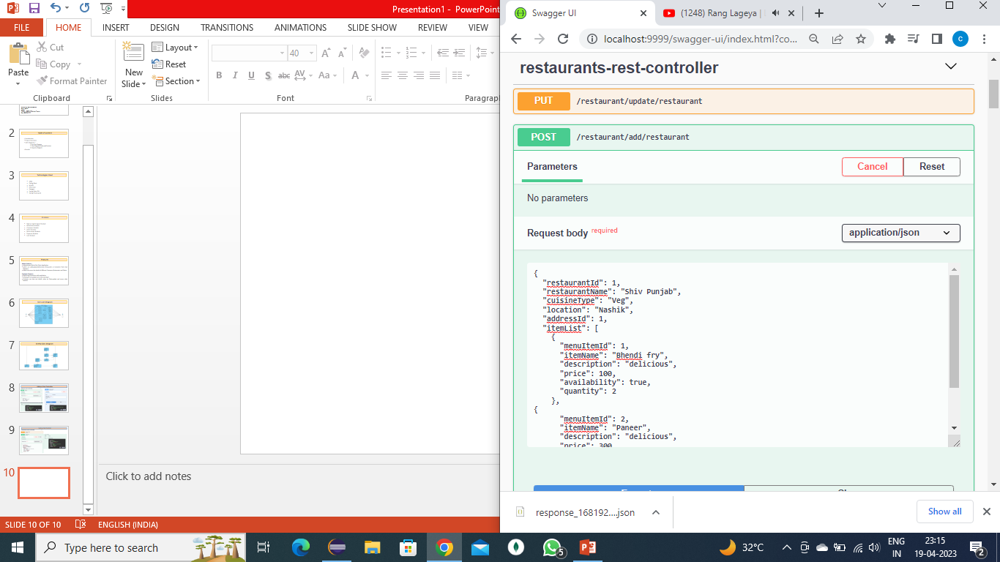 Presentation1 - PowerPoint
FILE
HOME
INSERT
DESIGN
TRANSITIONS
ANIMATIONS
SLIDE SHOW
REVIEW
VIEW
Paste
Cut
Copy
Format Painter
Clipboard
New
Slide
Layout
Reset
Section
Slides
40
B I U S abc AV Aa A
Font
Paragrap
2
3
4
5
6
7
8
9
10
Click to add notes
SLIDE 10 OF 10
ENGLISH (INDIA)
Swagger UI
(1248) Rang Lageya |
localhost:9999/swagger-ui/index.html?co...
c
restaurants-rest-controller
PUT /restaurant/update/restaurant
POST /restaurant/add/restaurant
Parameters
Cancel
Reset
No parameters
Request body required
application/json
{
"restaurantId": 1,
"restaurantName": "Shiv Punjab",
"cuisineType": "Veg",
"location": "Nashik",
"addressId": 1,
"itemList": [
{
"menuItemId": 1,
"itemName": "Bhendi fry",
"description": "delicious",
"price": 100,
"availability": true,
"quantity": 2
},
{
"menuItemId": 2,
"itemName": "Paneer",
"description": "delicious",
"price": 300
response_168192....json
Show all
Type here to search
5
32°C
ENG
IN
23:15
19-04-2023
2